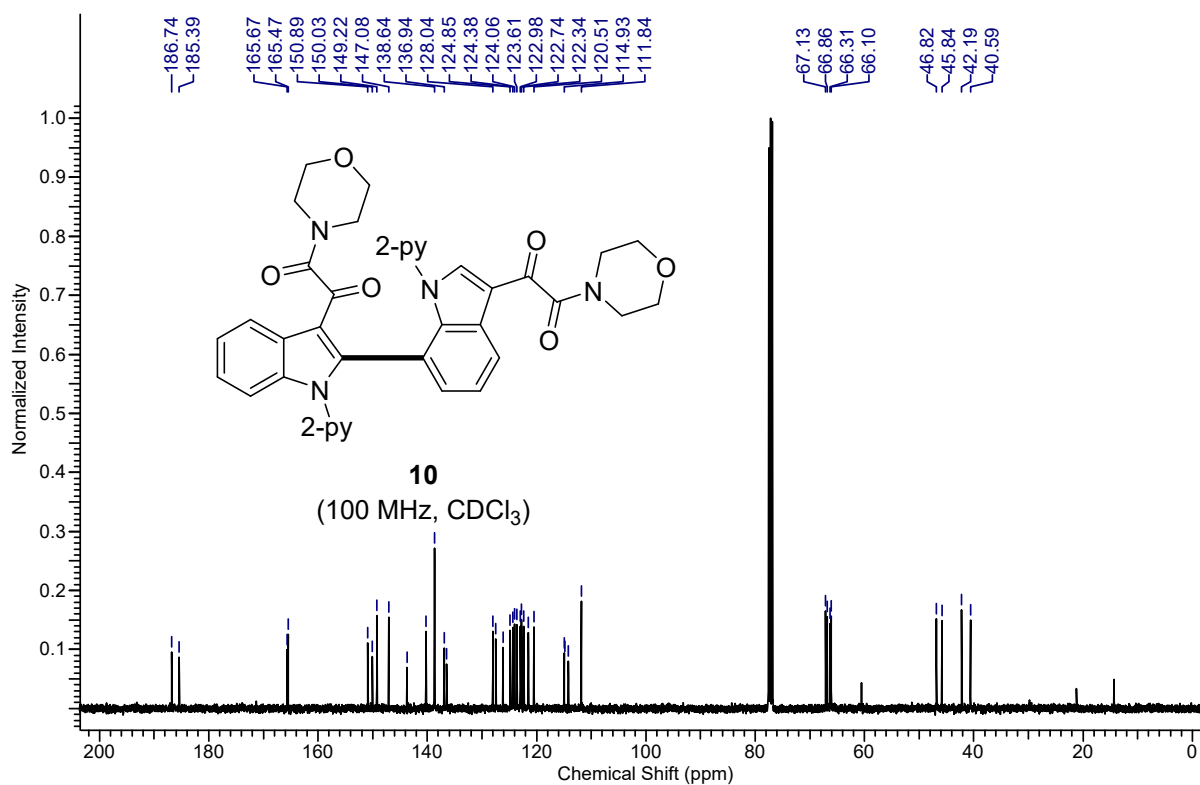 186.74
185.39
165.67
165.47
150.89
150.03
149.22
147.08
138.64
136.94
128.04
124.85
124.38
124.06
123.61
122.98
122.74
122.34
120.51
114.93
111.84
67.13
66.86
66.31
66.10
46.82
45.84
42.19
40.59
1.0
0.9
0.8
0.7
0.6
0.5
0.4
0.3
0.2
0.1
Normalized Intensity
O
N
O
O
2-py
N
O
N
O
O
N
2-py
10
(100 MHz, CDCl3)
200 180 160 140 120 100 80 60 40 20 0
Chemical Shift (ppm)